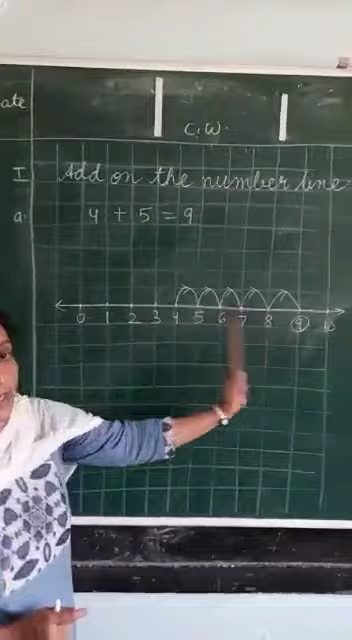 ate
C.W.
I Add on the number line
a. 4 + 5 = 9
0 1 2 3 4 5 6 7 8 9 10